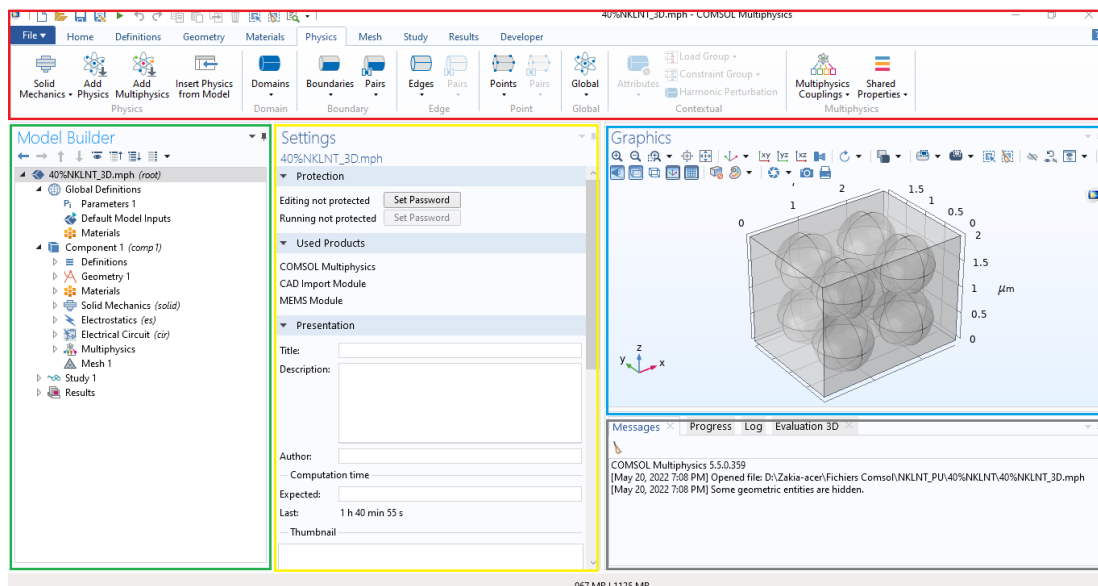 40%NKLNT_3D.mph - COMSOL Multiphysics
File Home Definitions Geometry Materials Physics Mesh Study Results Developer
Solid Mechanics Add Physics Add Multiphysics Insert Physics from Model
Physics
Domains
Domain
Boundaries Pairs
Boundary
Edges Pairs
Edge
Points Pairs
Point
Global
Global
Attributes
Load Group
Constraint Group
Harmonic Perturbation
Contextual
Multiphysics Couplings Shared Properties
Multiphysics
Model Builder
40%NKLNT_3D.mph (root)
Global Definitions
Pi Parameters 1
Default Model Inputs
Materials
Component 1 (comp1)
Definitions
Geometry 1
Materials
Solid Mechanics (solid)
Electrostatics (es)
Electrical Circuit (cir)
Multiphysics
Mesh 1
Study 1
Results
Settings
40%NKLNT_3D.mph
Protection
Editing not protected Set Password
Running not protected Set Password
Used Products
COMSOL Multiphysics
CAD Import Module
MEMS Module
Presentation
Title:
Description:
Author:
Computation time
Expected:
Last: 1 h 40 min 55 s
Thumbnail
Graphics
xy yz xz
0 1 2
1.5 1 0.5 0
2
1.5
1 μm
0.5
0
z
y x
Messages Progress Log Evaluation 3D
COMSOL Multiphysics 5.5.0.359
[May 20, 2022 7:08 PM] Opened file: D:\Zakia-acer\Fichiers Comsol\NKLNT_PU\40%NKLNT\40%NKLNT_3D.mph
[May 20, 2022 7:08 PM] Some geometric entities are hidden.
967 MB | 1125 MB